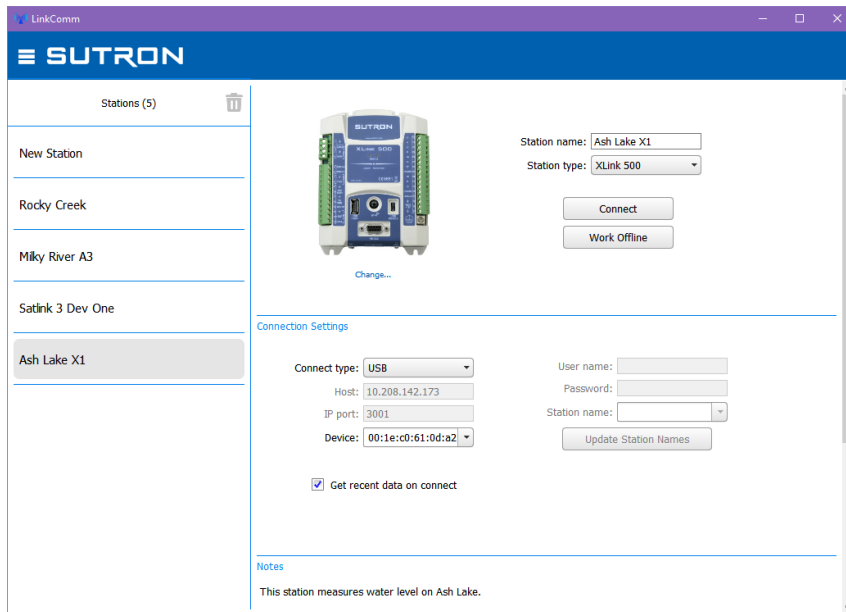 LinkComm
SUTRON
Stations (5)
New Station
Rocky Creek
Milky River A3
Satlink 3 Dev One
Ash Lake X1
SUTRON
XLink 500
Change...
Station name: Ash Lake X1
Station type: XLink 500
Connect
Work Offline
Connection Settings
Connect type: USB
Host: 10.208.142.173
IP port: 3001
Device: 00:1e:c0:61:0d:a2
Get recent data on connect
User name:
Password:
Station name:
Update Station Names
Notes
This station measures water level on Ash Lake.